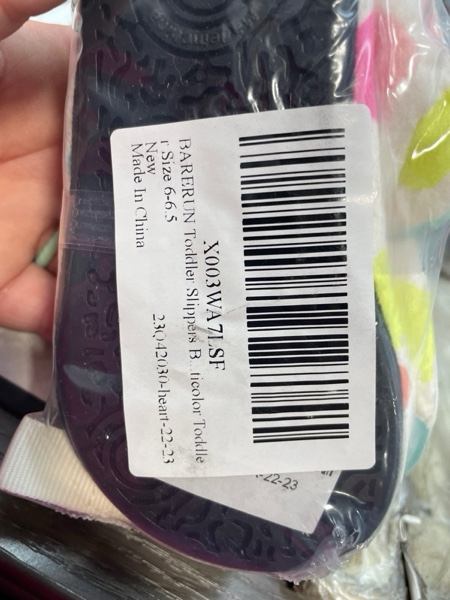 X003WA7LSF
BARERUN Toddler Slippers B...ticolor Toddle
r Size 6-6.5
New
Made In China
23Q42030-heart-22-23
-22-23